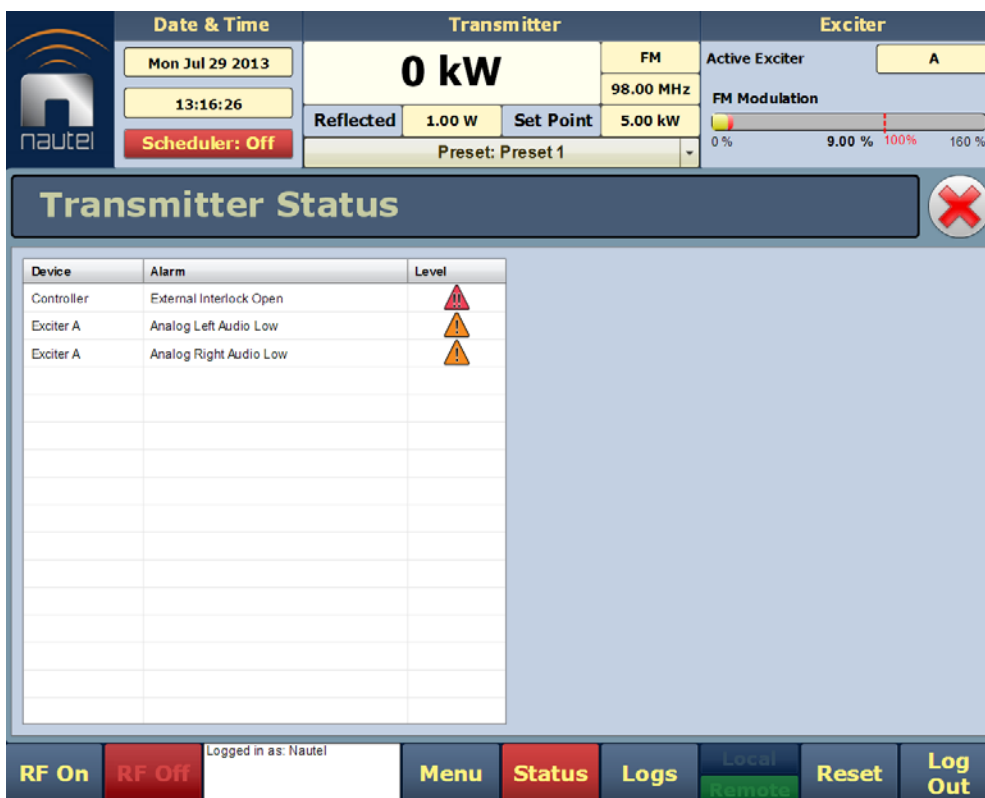 Date & Time
Transmitter
Exciter
Mon Jul 29 2013
13:16:26
Scheduler: Off
nautel
0 kW
FM
98.00 MHz
Reflected 1.00 W Set Point 5.00 kW
Preset: Preset 1
Active Exciter A
FM Modulation
0 % 9.00 % 100% 160 %
Transmitter Status
Device Alarm Level
Controller External Interlock Open
Exciter A Analog Left Audio Low
Exciter A Analog Right Audio Low
RF On
RF Off
Logged in as: Nautel
Menu
Status
Logs
Local
Remote
Reset
Log
Out